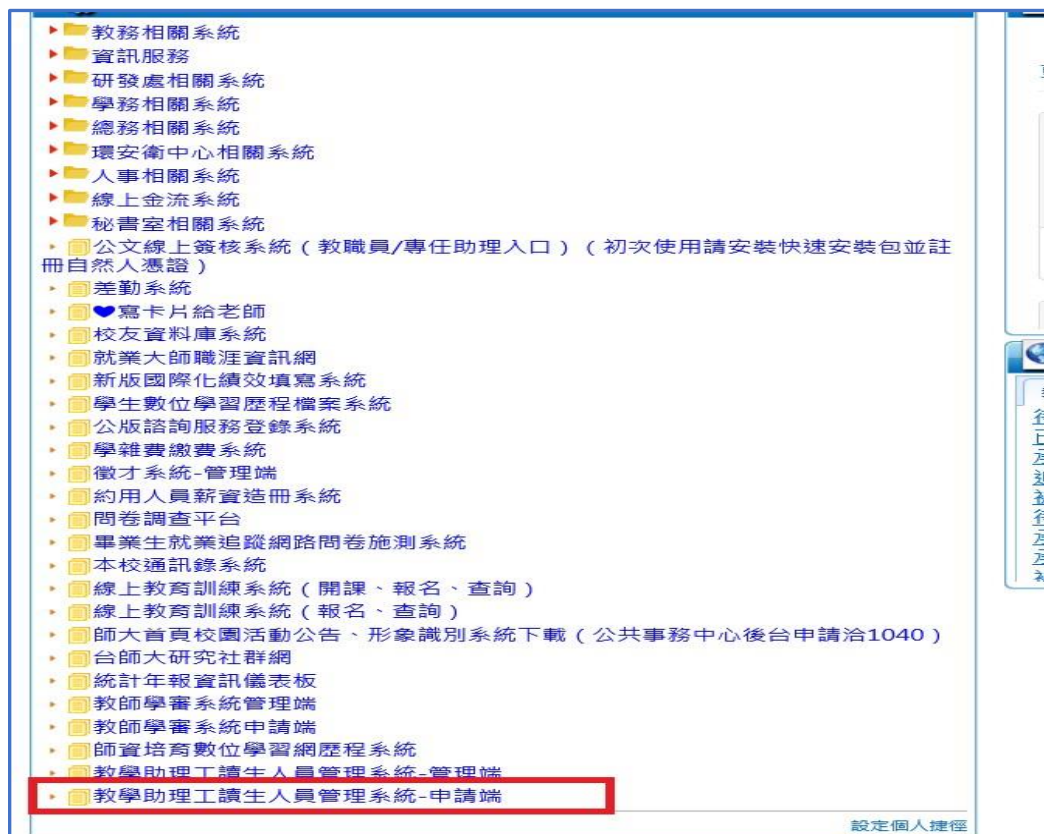 教務相關系統
資訊服務
研發處相關系統
學務相關系統
總務相關系統
環安衛中心相關系統
人事相關系統
線上金流系統
秘書室相關系統
公文線上簽核系統（教職員/專任助理入口）（初次使用請安裝快速安裝包並註
冊自然人憑證）
差勤系統
寫卡片給老師
校友資料庫系統
就業大師職涯資訊網
新版國際化績效填寫系統
學生數位學習歷程檔案系統
公版諮詢服務登錄系統
學雜費繳費系統
徵才系統-管理端
約用人員薪資造冊系統
問卷調查平台
畢業生就業追蹤網路問卷施測系統
本校通訊錄系統
線上教育訓練系統（開課、報名、查詢）
線上教育訓練系統（報名、查詢）
師大首頁校園活動公告、形象識別系統下載（公共事務中心後台申請洽1040）
台師大研究社群網
統計年報資訊儀表板
教師學審系統管理端
教師學審系統申請端
師資培育數位學習網歷程系統
教學助理工讀生人員管理系統-管理端
教學助理工讀生人員管理系統-申請端
設定個人捷徑